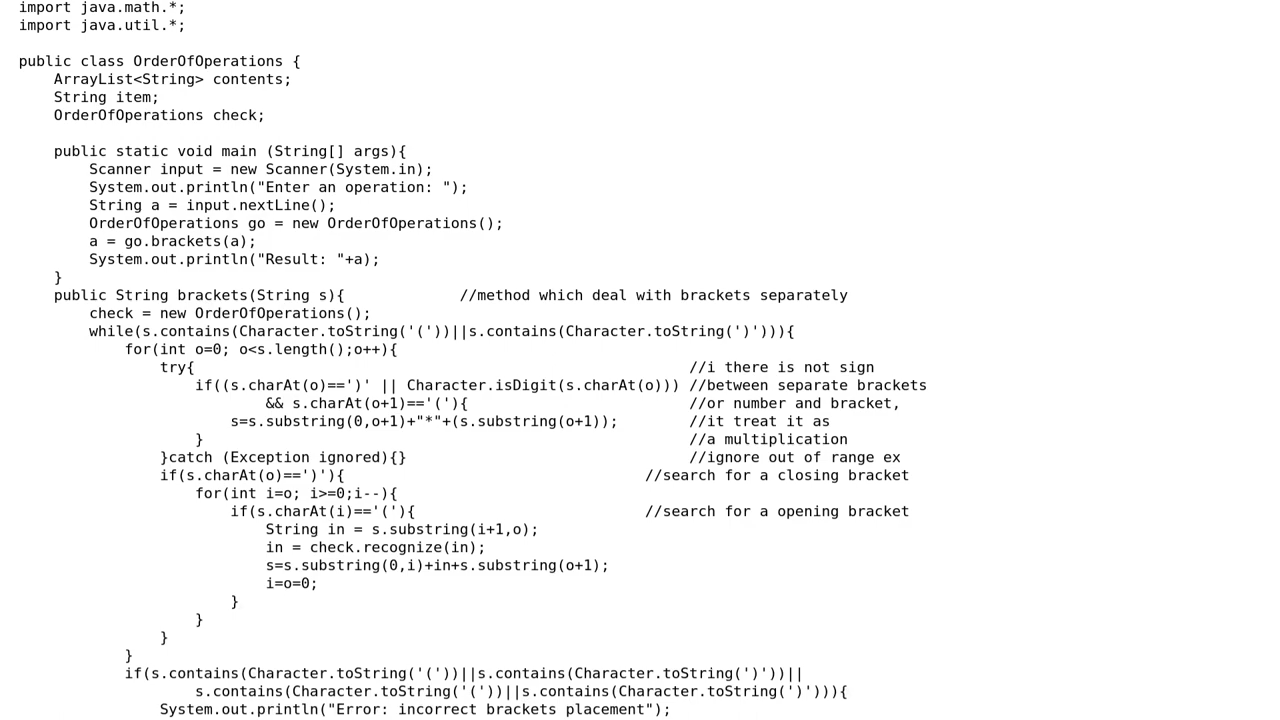 import java.math.*;
import java.util.*;

public class OrderOfOperations {
    ArrayList<String> contents;
    String item;
    OrderOfOperations check;

    public static void main (String[] args){
        Scanner input = new Scanner(System.in);
        System.out.println("Enter an operation: ");
        String a = input.nextLine();
        OrderOfOperations go = new OrderOfOperations();
        a = go.brackets(a);
        System.out.println("Result: "+a);
    }
    public String brackets(String s){             //method which deal with brackets separately
        check = new OrderOfOperations();
        while(s.contains(Character.toString('('))||s.contains(Character.toString(')'))){
            for(int o=0; o<s.length();o++){
                try{                                                        //i there is not sign
                    if((s.charAt(o)==')' || Character.isDigit(s.charAt(o))) //between separate brackets
                            && s.charAt(o+1)=='('){                         //or number and bracket,
                        s=s.substring(0,o+1)+"*"+(s.substring(o+1));        //it treat it as
                    }                                                       //a multiplication
                }catch (Exception ignored){}                                //ignore out of range ex
                if(s.charAt(o)==')'){                                  //search for a closing bracket
                    for(int i=o; i>=0;i--){
                        if(s.charAt(i)=='('){                          //search for a opening bracket
                            String in = s.substring(i+1,o);
                            in = check.recognize(in);
                            s=s.substring(0,i)+in+s.substring(o+1);
                            i=o=0;
                        }
                    }
                }
            }
            if(s.contains(Character.toString('('))||s.contains(Character.toString(')'))||
                    s.contains(Character.toString('('))||s.contains(Character.toString(')'))){
                System.out.println("Error: incorrect brackets placement");